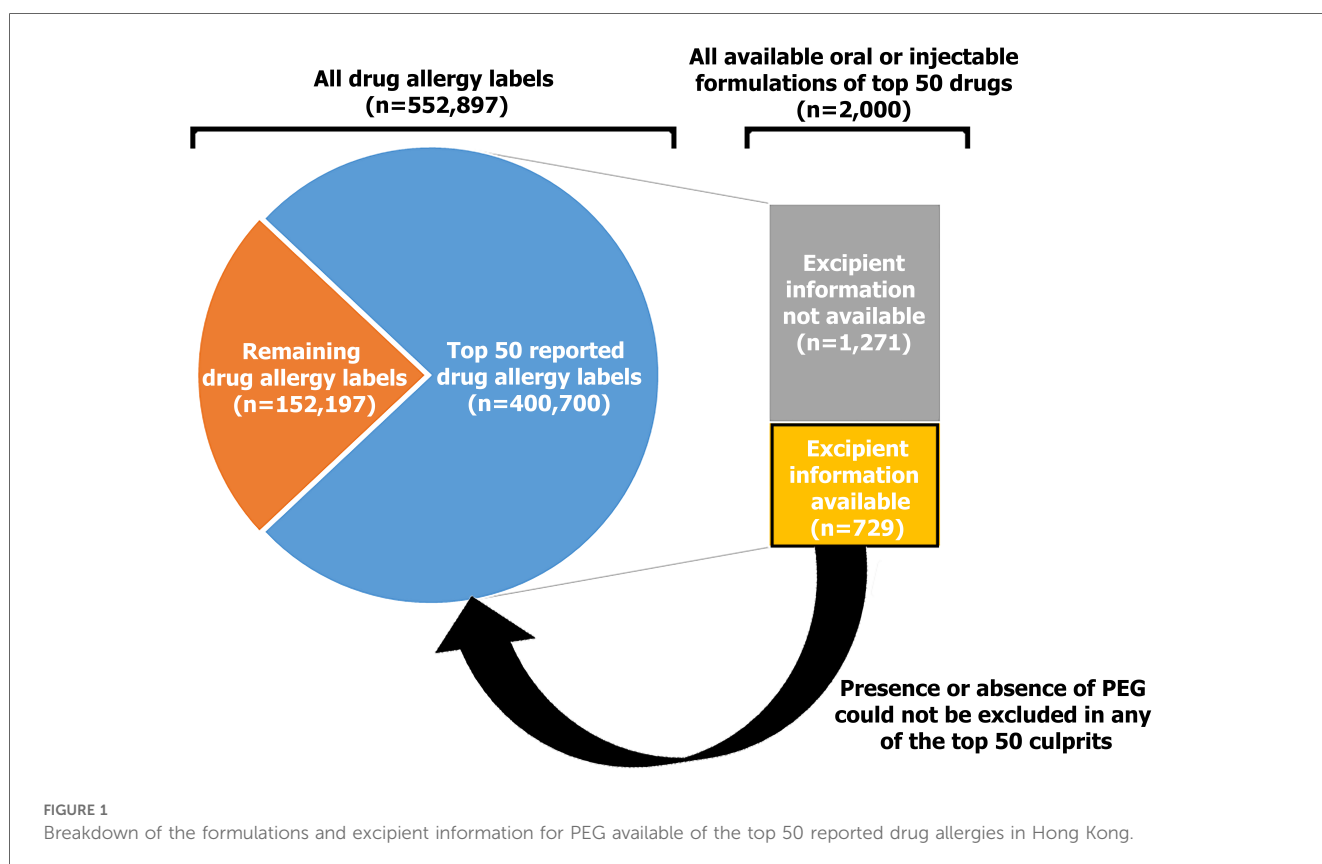 All drug allergy labels
(n=552,897)
All available oral or injectable
formulations of top 50 drugs
(n=2,000)
Remaining
drug allergy labels
(n=152,197)
Top 50 reported
drug allergy labels
(n=400,700)
Excipient
information
not available
(n=1,271)
Excipient
information
available
(n=729)
Presence or absence of PEG
could not be excluded in any
of the top 50 culprits
FIGURE 1
Breakdown of the formulations and excipient information for PEG available of the top 50 reported drug allergies in Hong Kong.